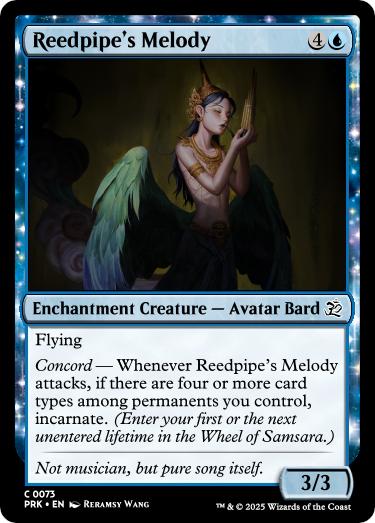 Reedpipe's Melody 4
Enchantment Creature — Avatar Bard
Flying
Concord — Whenever Reedpipe's Melody
attacks, if there are four or more card
types among permanents you control,
incarnate. (Enter your first or the next
unentered lifetime in the Wheel of Samsara.)
Not musician, but pure song itself.
3/3
C 0073
PRK • EN Reramsy Wang
™ & © 2025 Wizards of the Coast